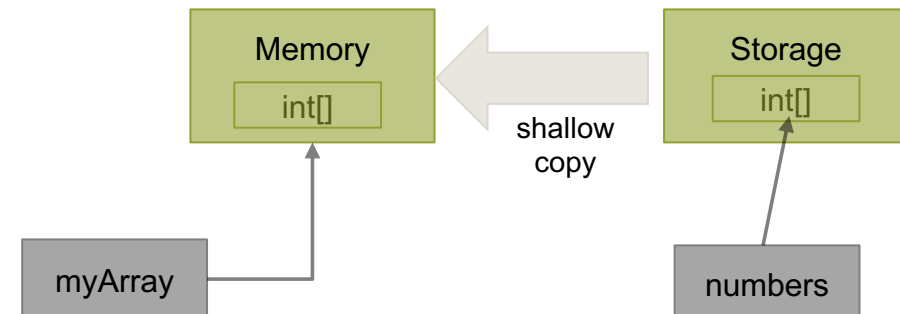 Memory
int[]
shallow
copy
Storage
int[]
myArray
numbers